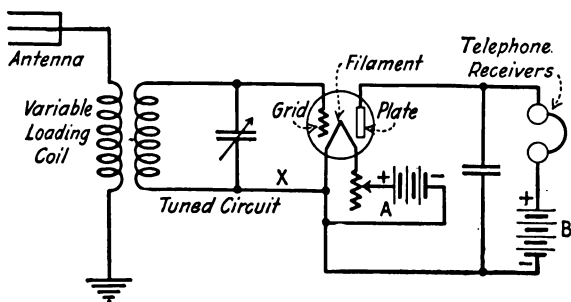 Antenna
Variable
Loading
Coil
Tuned Circuit
X
Grid
Filament
Plate
+
-
A
Telephone
Receivers
+
B
-